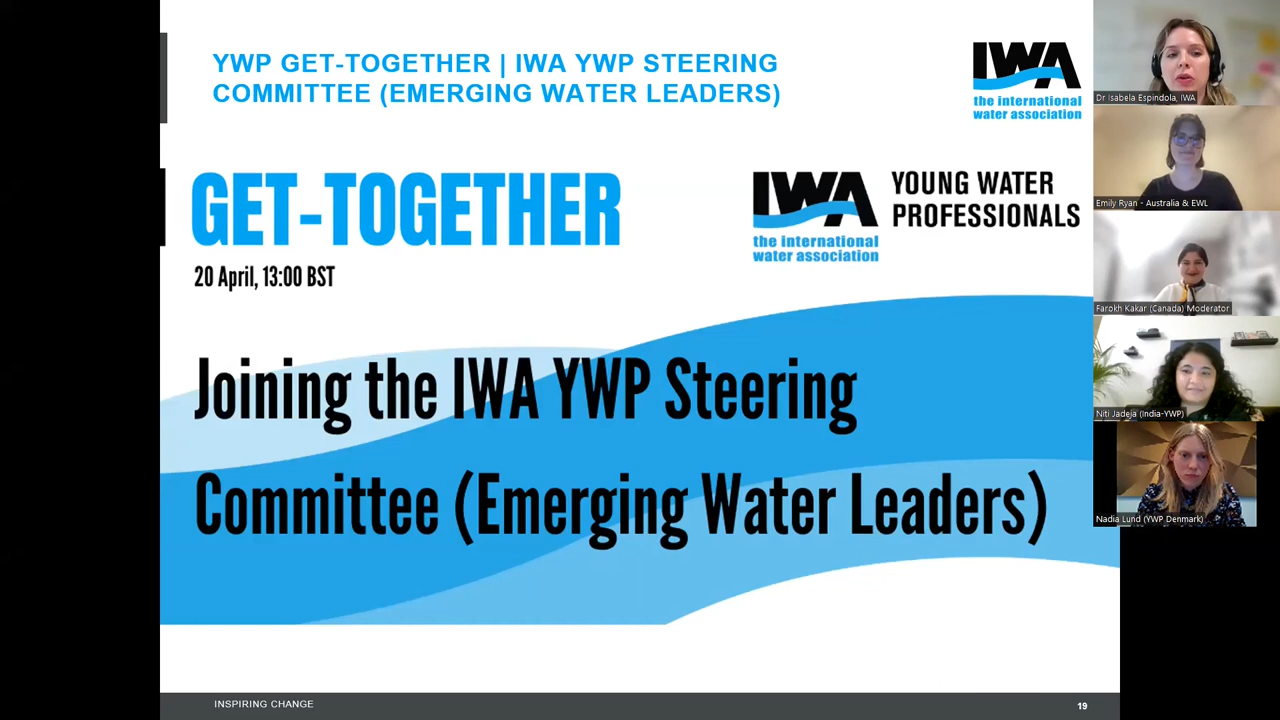 YWP GET-TOGETHER | IWA YWP STEERING
COMMITTEE (EMERGING WATER LEADERS)
IWA
the international
water association
GET-TOGETHER
20 April, 13:00 BST
IWA
the international
water association
YOUNG WATER
PROFESSIONALS
Joining the IWA YWP Steering
Committee (Emerging Water Leaders)
INSPIRING CHANGE
19
Dr Isabela Espindola, IWA
Emily Ryan - Australia & EWL
Farokh Kakar (Canada) Moderator
Niti Jadeja (India-YWP)
Nadia Lund (YWP Denmark)